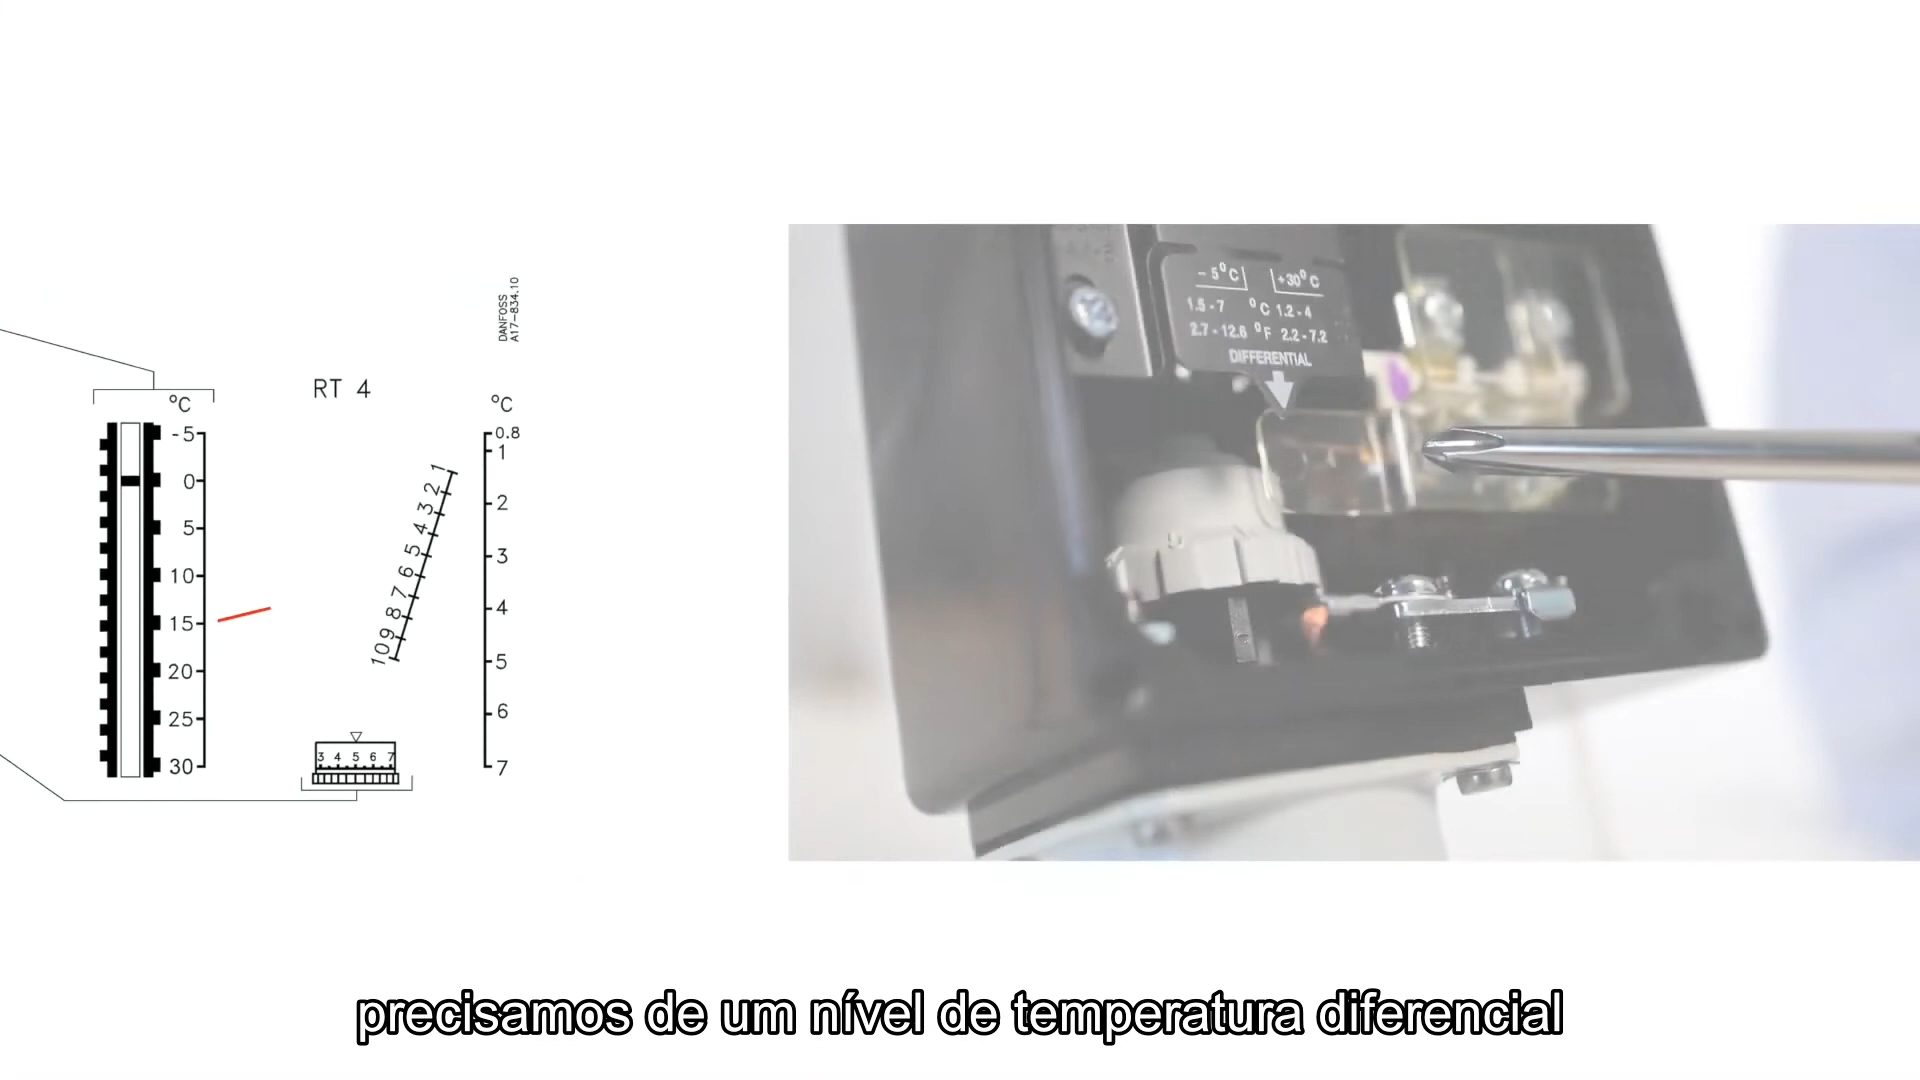 DANFOSS
A17-834.10
RT 4
°C
-5
0
5
10
15
20
25
30
1
2
3
4
5
6
7
8
9
10
°C
0.8
1
2
3
4
5
6
7
3 4 5 6 7
-5°C +30°C
1.5-7 °C 1.2-4
2.7-12.6 °F 2.2-7.2
DIFFERENTIAL
precisamos de um nível de temperatura diferencial